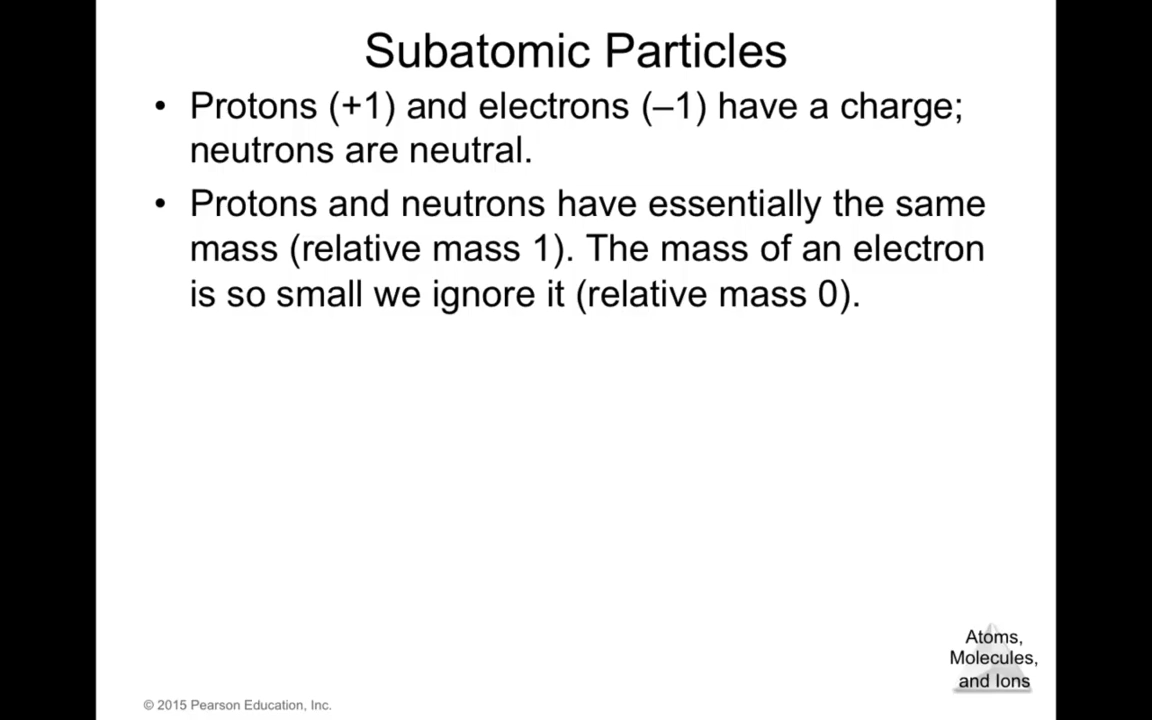 Subatomic Particles
• Protons (+1) and electrons (–1) have a charge;
neutrons are neutral.
• Protons and neutrons have essentially the same
mass (relative mass 1). The mass of an electron
is so small we ignore it (relative mass 0).
Atoms,
Molecules,
and Ions
© 2015 Pearson Education, Inc.